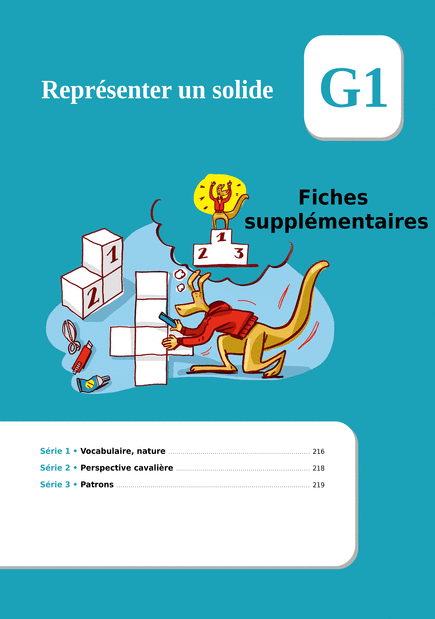 Représenter un solide
G1
Fiches
supplémentaires
1
2 3
1
2
Série 1 • Vocabulaire, nature 216
Série 2 • Perspective cavalière 218
Série 3 • Patrons 219